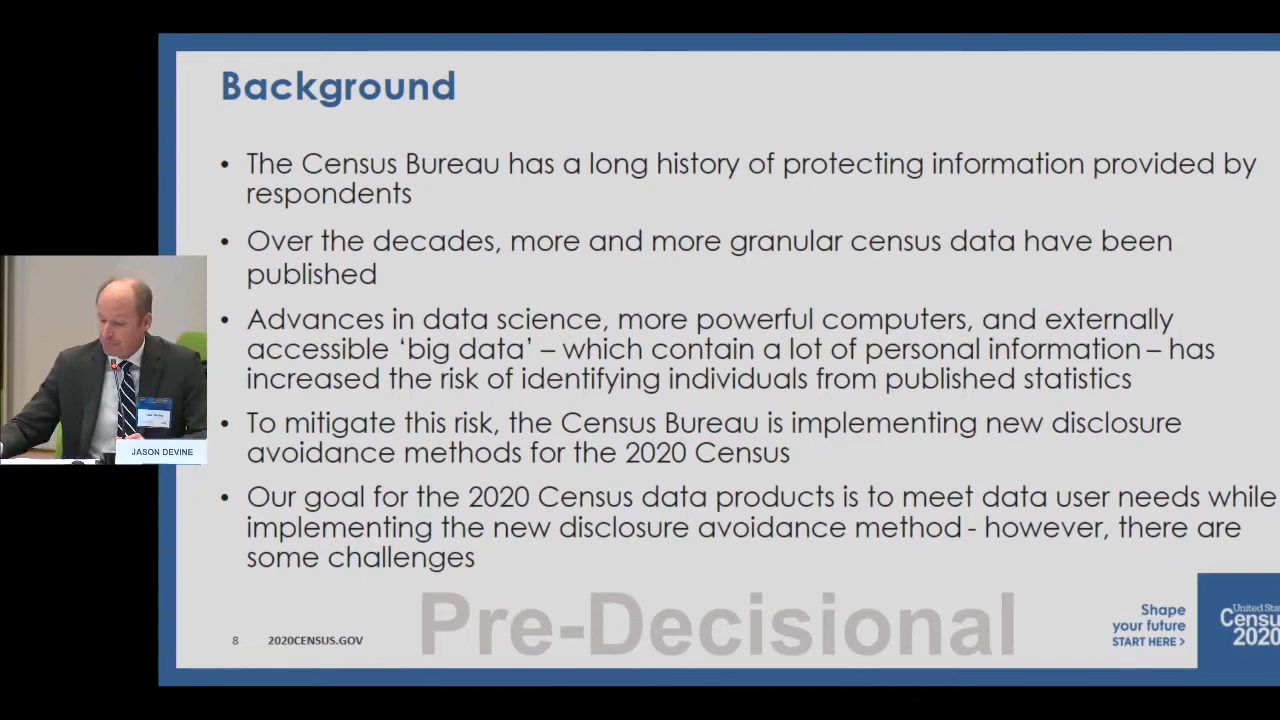 Background
• The Census Bureau has a long history of protecting information provided by
respondents
• Over the decades, more and more granular census data have been
published
• Advances in data science, more powerful computers, and externally
accessible ‘big data’ – which contain a lot of personal information – has
increased the risk of identifying individuals from published statistics
• To mitigate this risk, the Census Bureau is implementing new disclosure
avoidance methods for the 2020 Census
• Our goal for the 2020 Census data products is to meet data user needs while
implementing the new disclosure avoidance method - however, there are
some challenges
JASON DEVINE
Pre-Decisional
8 2020CENSUS.GOV
Shape
your future
START HERE >
United
2020